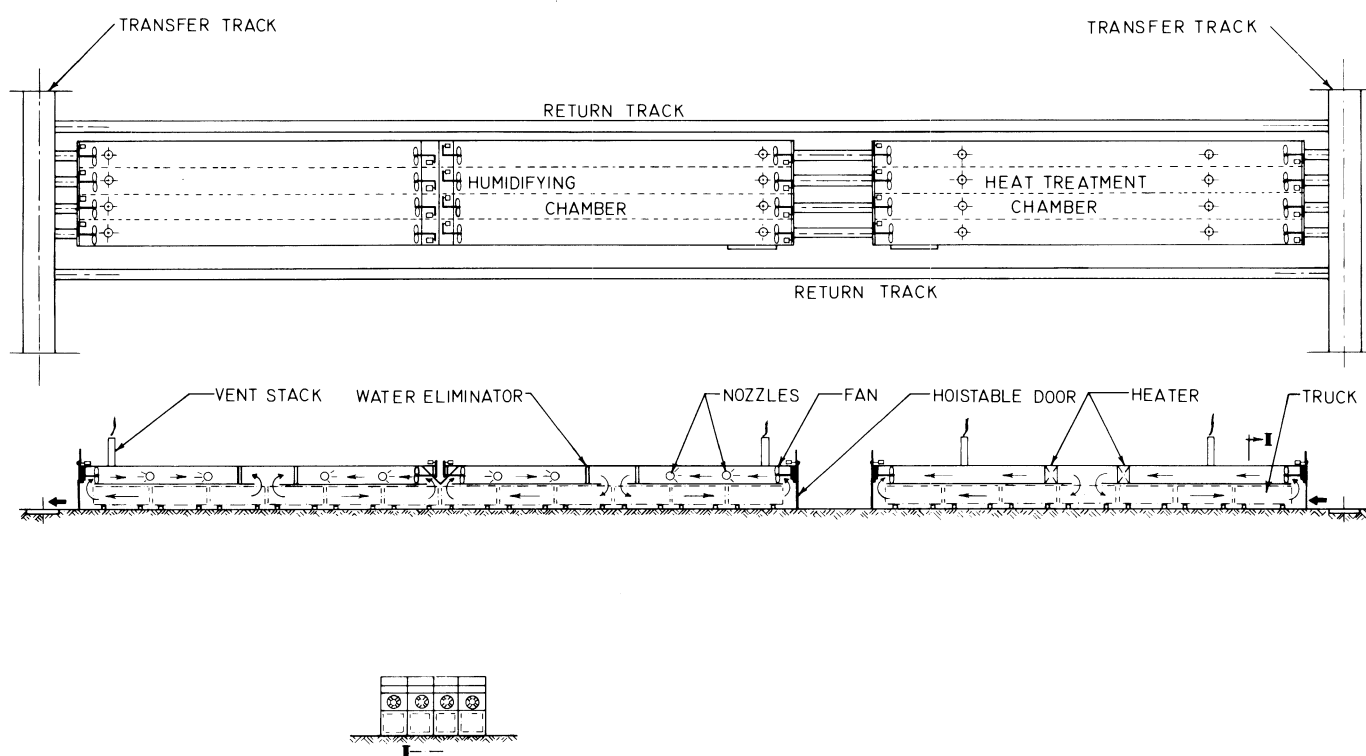 TRANSFER TRACK
TRANSFER TRACK
RETURN TRACK
HUMIDIFYING
CHAMBER
HEAT TREATMENT
CHAMBER
RETURN TRACK
VENT STACK
WATER ELIMINATOR
NOZZLES
FAN
HOISTABLE DOOR
HEATER
TRUCK
I
I